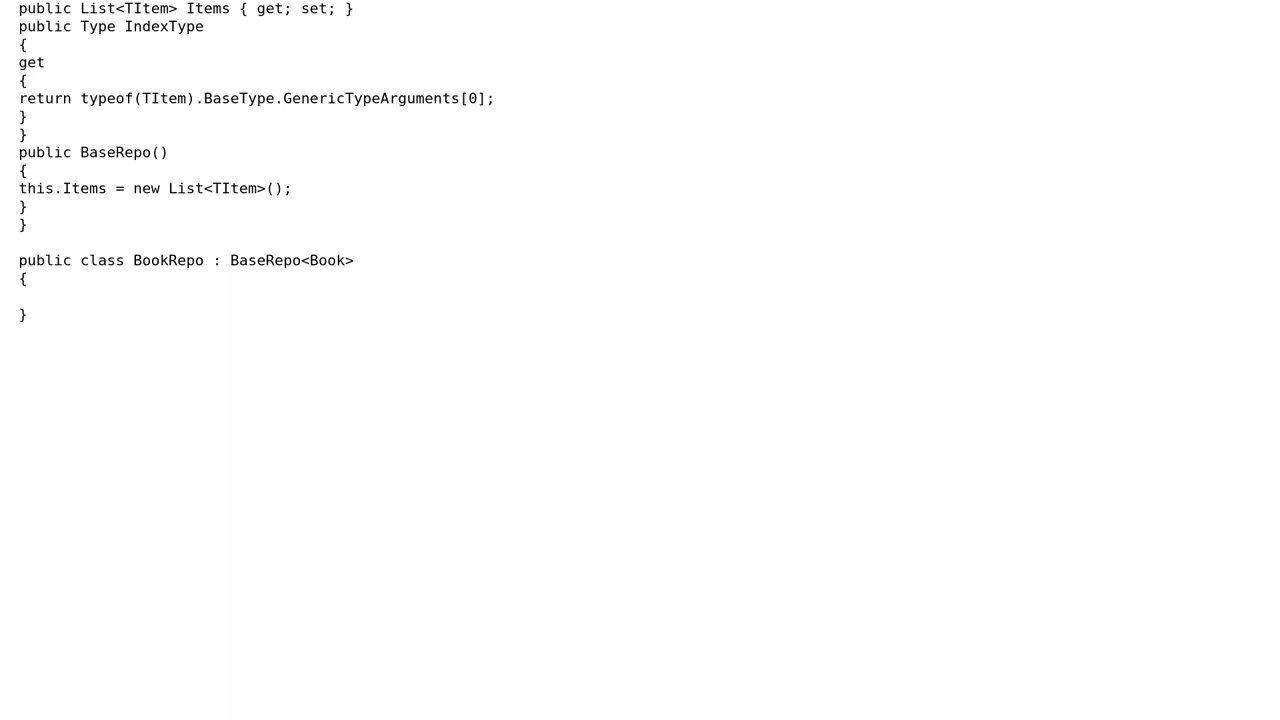 public List<TItem> Items { get; set; }
public Type IndexType
{
get
{
return typeof(TItem).BaseType.GenericTypeArguments[0];
}
}
public BaseRepo()
{
this.Items = new List<TItem>();
}
}
public class BookRepo : BaseRepo<Book>
{
}